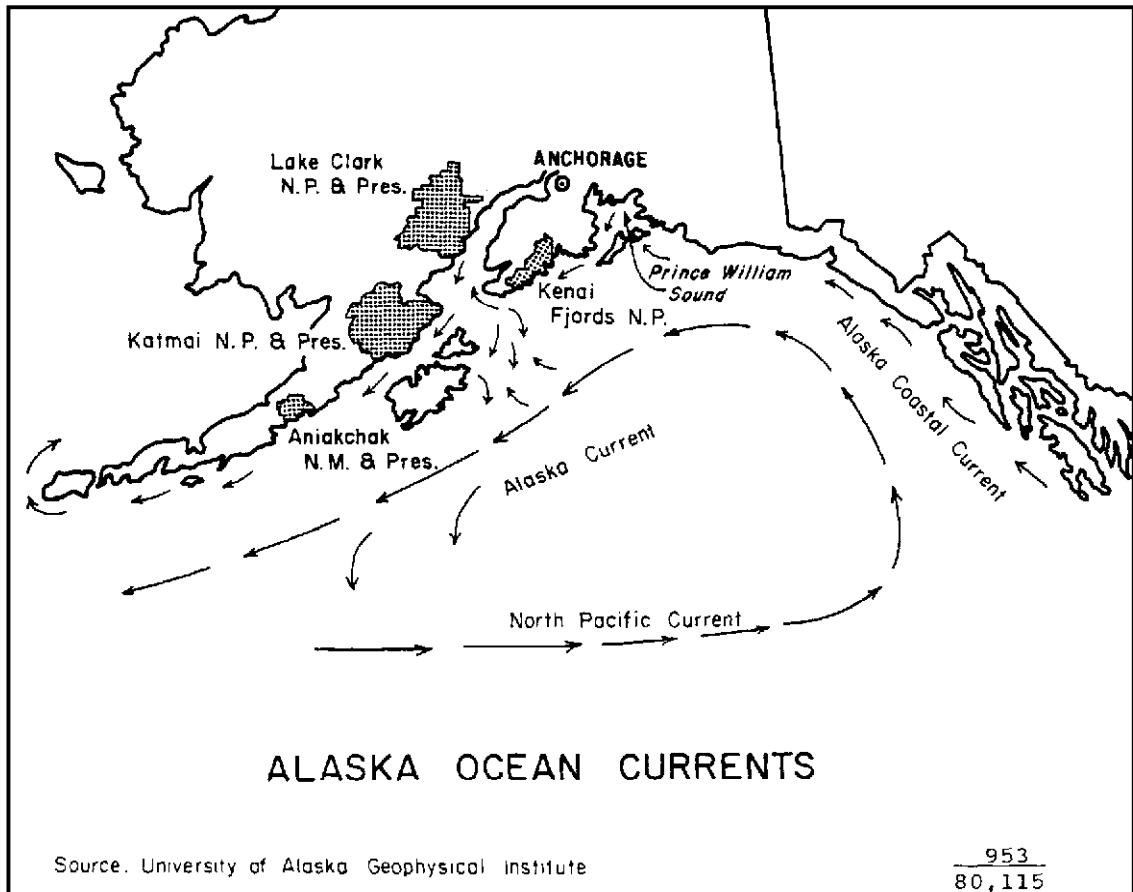 Lake Clark
N.P. & Pres.
ANCHORAGE
Prince William
Sound
Kenai
Fjords N.P.
Katmai N.P. & Pres.
Aniakchak
N.M. & Pres.
Alaska Coastal Current
Alaska Current
North Pacific Current
ALASKA OCEAN CURRENTS
Source. University of Alaska Geophysical Institute
953
80,115